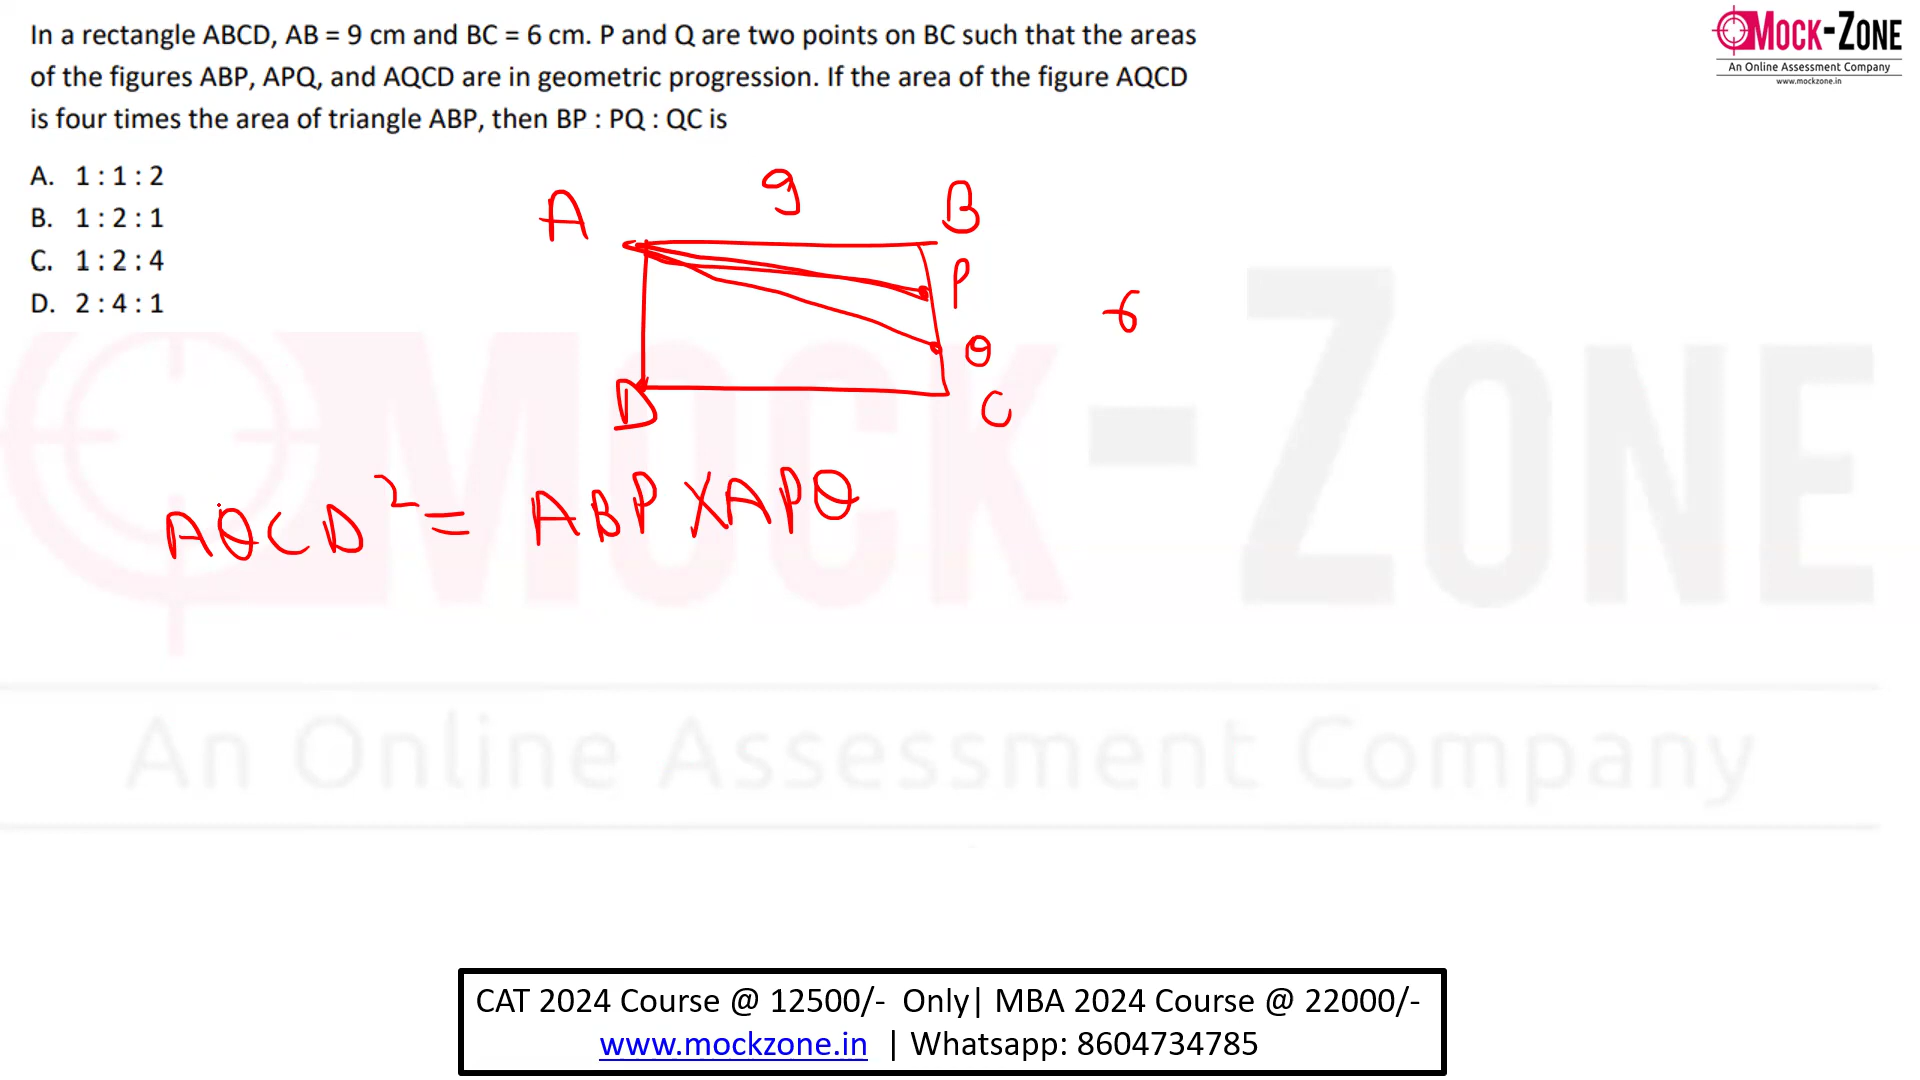 In a rectangle ABCD, AB = 9 cm and BC = 6 cm. P and Q are two points on BC such that the areas
of the figures ABP, APQ, and AQCD are in geometric progression. If the area of the figure AQCD
is four times the area of triangle ABP, then BP : PQ : QC is
A. 1 : 1 : 2
B. 1 : 2 : 1
C. 1 : 2 : 4
D. 2 : 4 : 1
MOCK-ZONE
An Online Assessment Company
www.mockzone.in
A 9 B
P
6
Q
D C
AQCD² = ABP X APQ
MOCK-ZONE
An Online Assessment Company
CAT 2024 Course @ 12500/- Only| MBA 2024 Course @ 22000/-
www.mockzone.in | Whatsapp: 8604734785